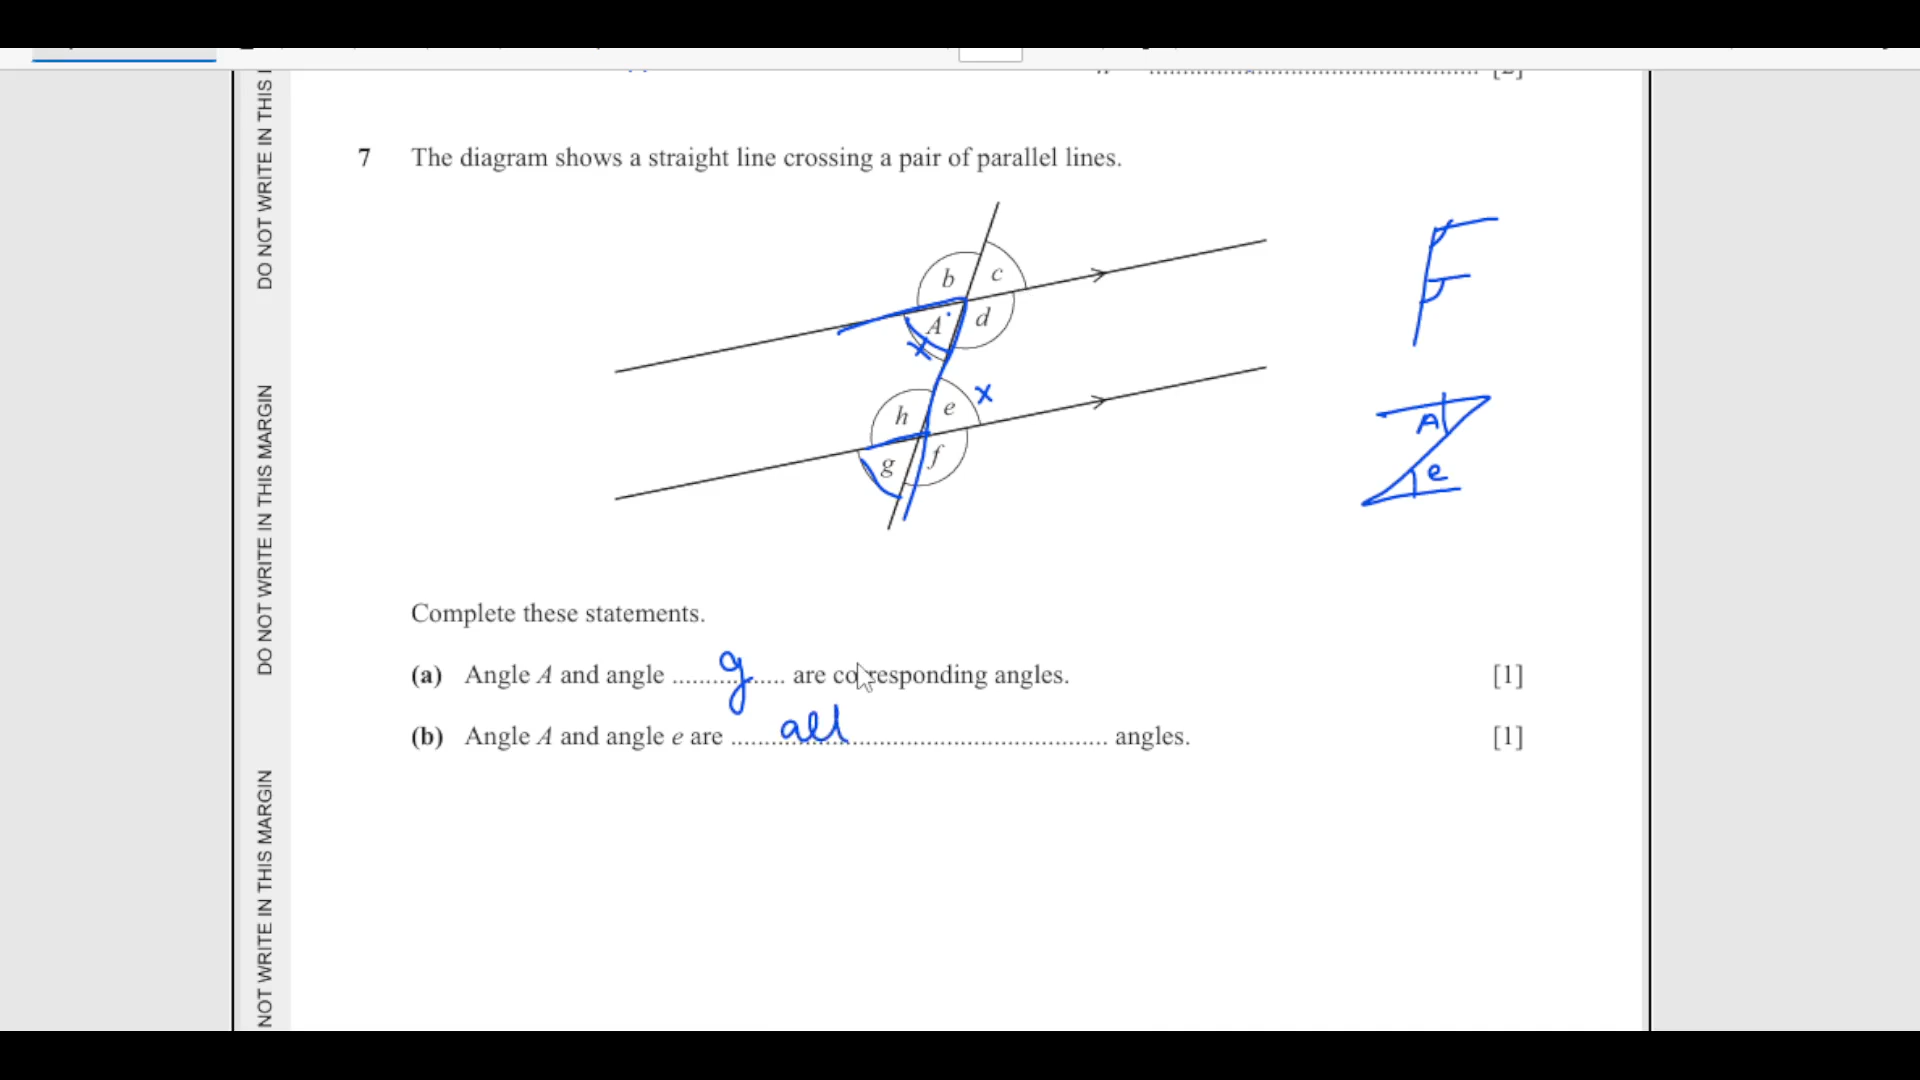 [2]
7 The diagram shows a straight line crossing a pair of parallel lines.
b c
A d
h e
g f
F
A
e
x
x
Complete these statements.
(a) Angle A and angle ......g...... are corresponding angles. [1]
(b) Angle A and angle e are ......all...... angles. [1]
DO NOT WRITE IN THIS
DO NOT WRITE IN THIS MARGIN
NOT WRITE IN THIS MARGIN